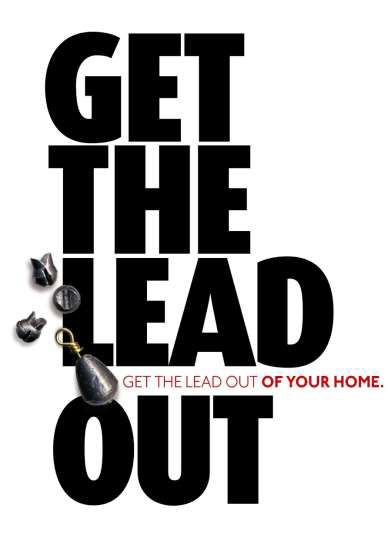 GET
THE
LEAD
GET THE LEAD OUT OF YOUR HOME.
OUT